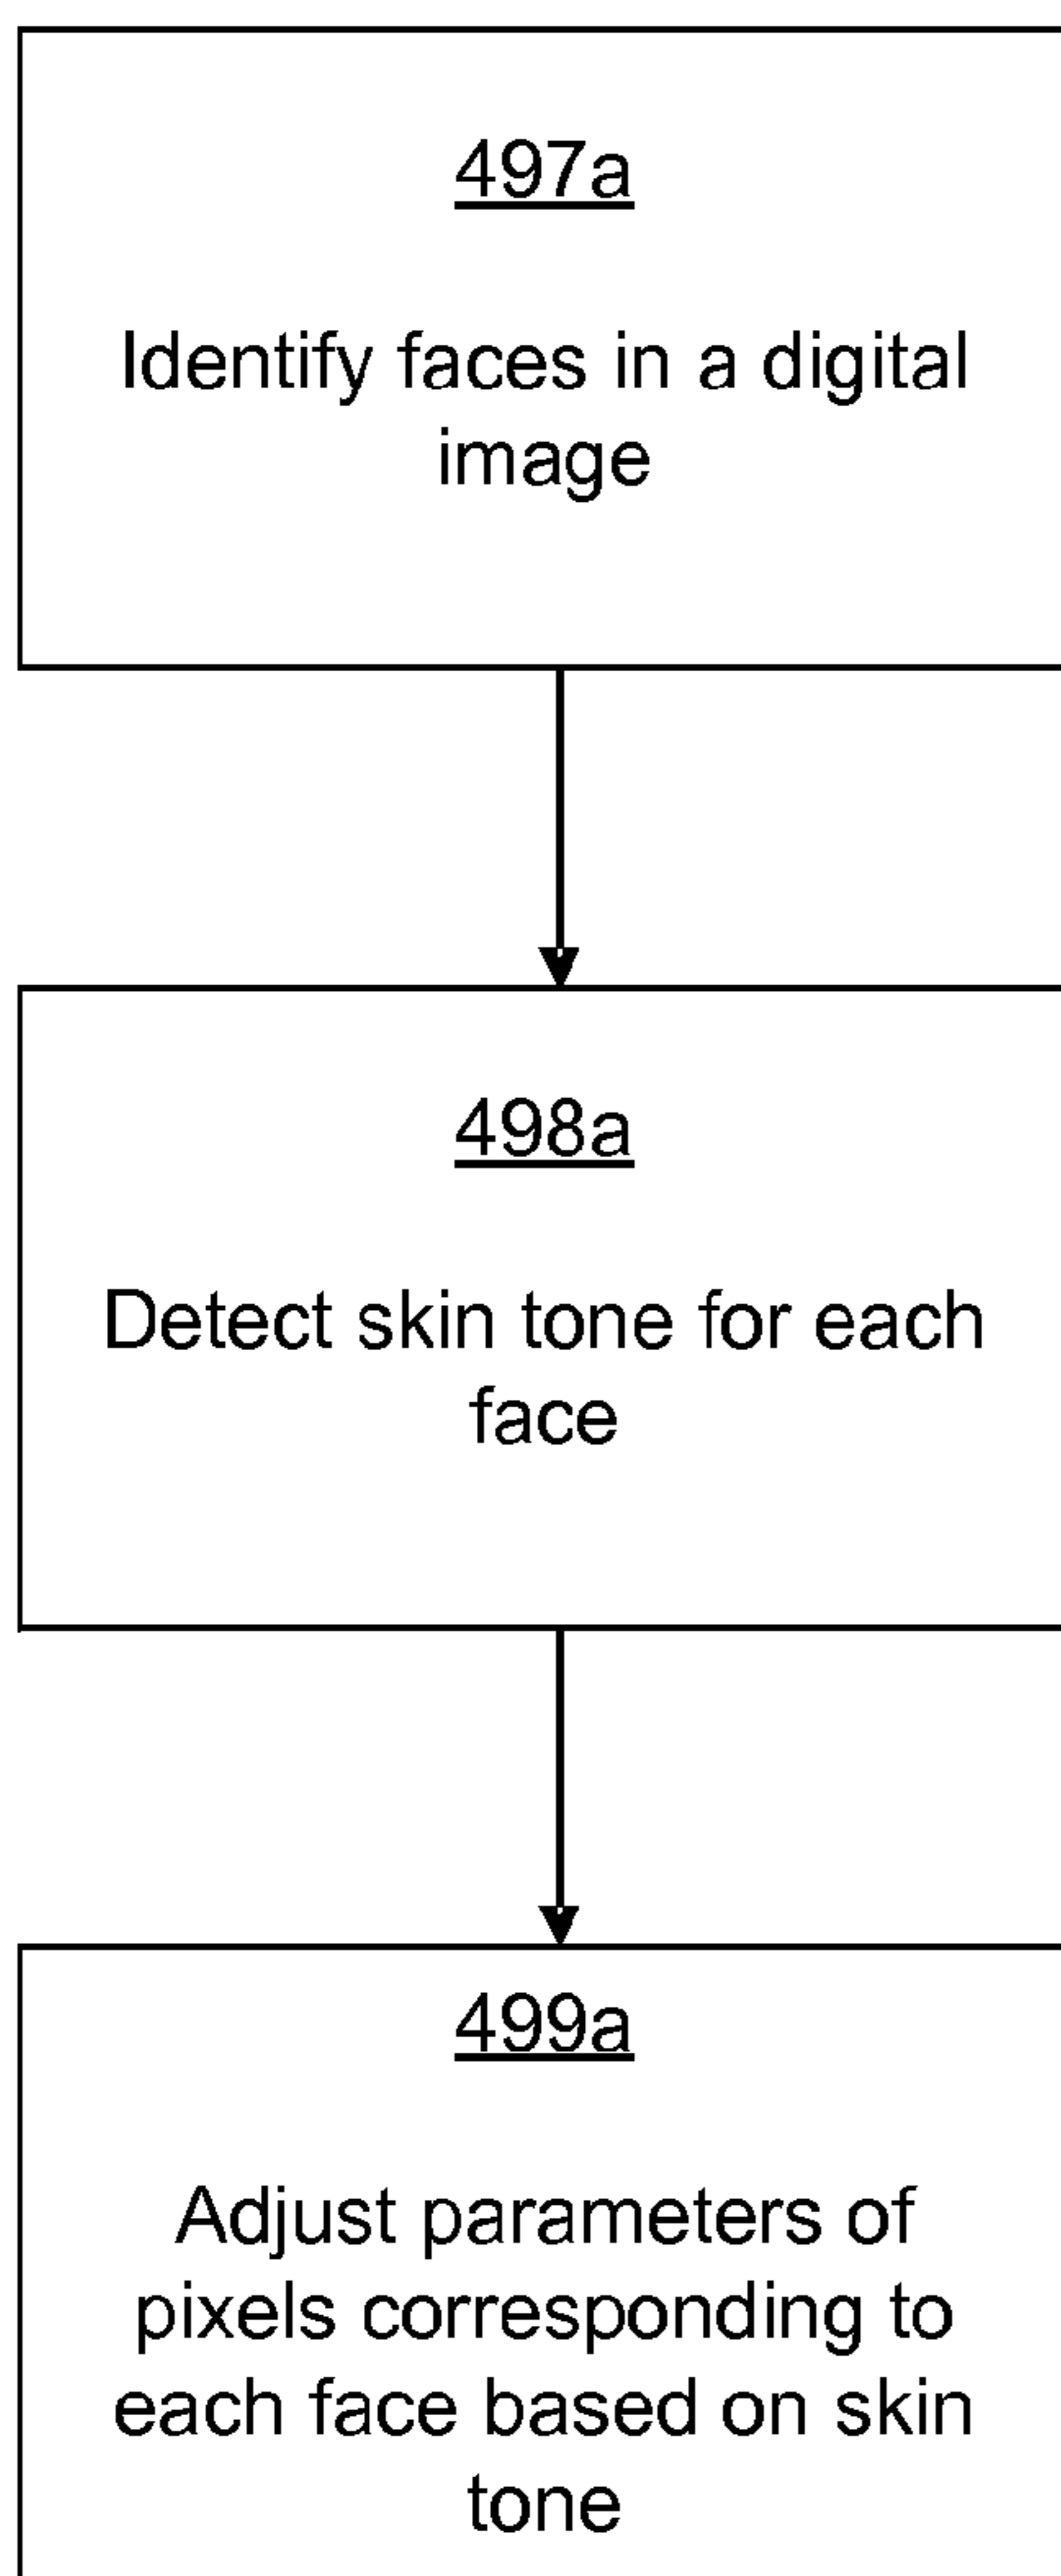 497a
Identify faces in a digital
image
498a
Detect skin tone for each
face
499a
Adjust parameters of
pixels corresponding to
each face based on skin
tone